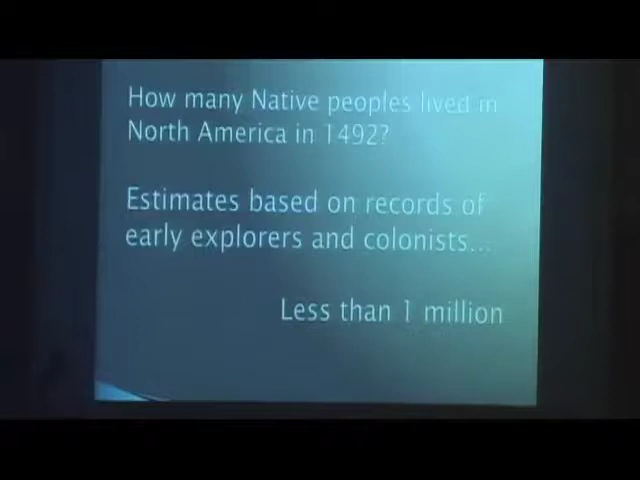 How many Native peoples lived in
North America in 1492?
Estimates based on records of
early explorers and colonists...
Less than 1 million